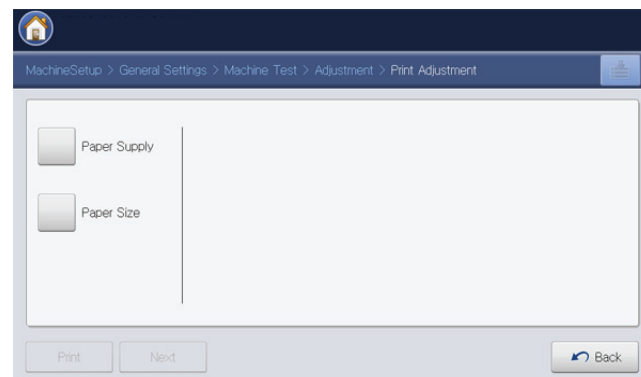 MachineSetup > General Settings > Machine Test > Adjustment > Print Adjustment
Paper Supply
Paper Size
Print Next Back